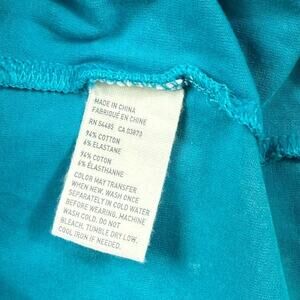 MADE IN CHINA
FABRIQUÉ EN CHINE
RN 54485 CA 03873
94% COTTON
6% ELASTANE
94% COTON
6% ÉLASTHANNE
COLOR MAY TRANSFER
WHEN NEW. WASH ONCE
SEPARATELY IN COLD WATER
BEFORE WEARING. MACHINE
WASH COLD. DO NOT
BLEACH. TUMBLE DRY LOW.
COOL IRON IF NEEDED.